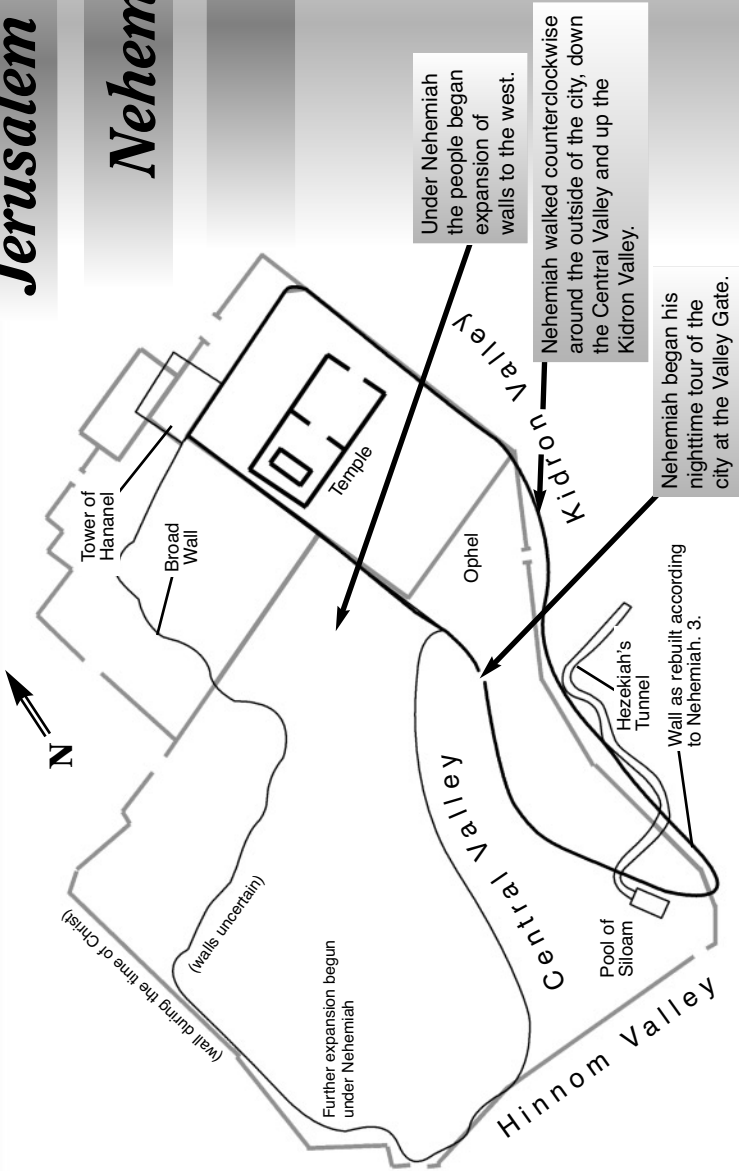 Jerusalem
Nehem
Under Nehemiah
the people began
expansion of
walls to the west.
Nehemiah walked counterclockwise
around the outside of the city, down
the Central Valley and up the
Kidron Valley.
Nehemiah began his
nighttime tour of the
city at the Valley Gate.
Kidron Valley
Tower of
Hananel
Broad
Wall
Temple
Ophel
N
Hezekiah's
Tunnel
Wall as rebuilt according
to Nehemiah. 3.
Central Valley
Pool of
Siloam
(walls uncertain)
(wall during the time of Christ)
Further expansion begun
under Nehemiah
Hinnom Valley